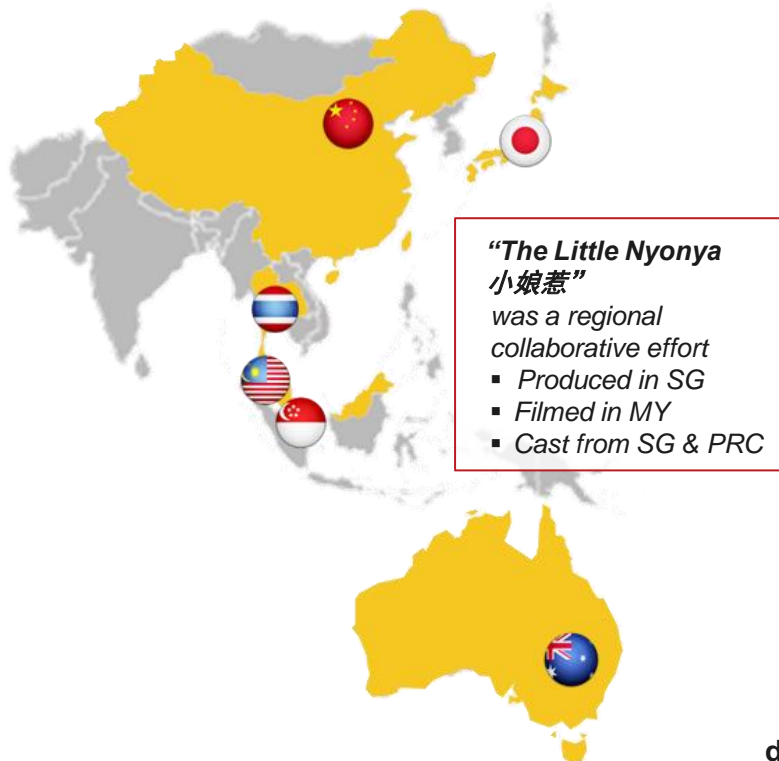 “The Little Nyonya
小娘惹”
was a regional
collaborative effort
▪ Produced in SG
▪ Filmed in MY
▪ Cast from SG & PRC
d